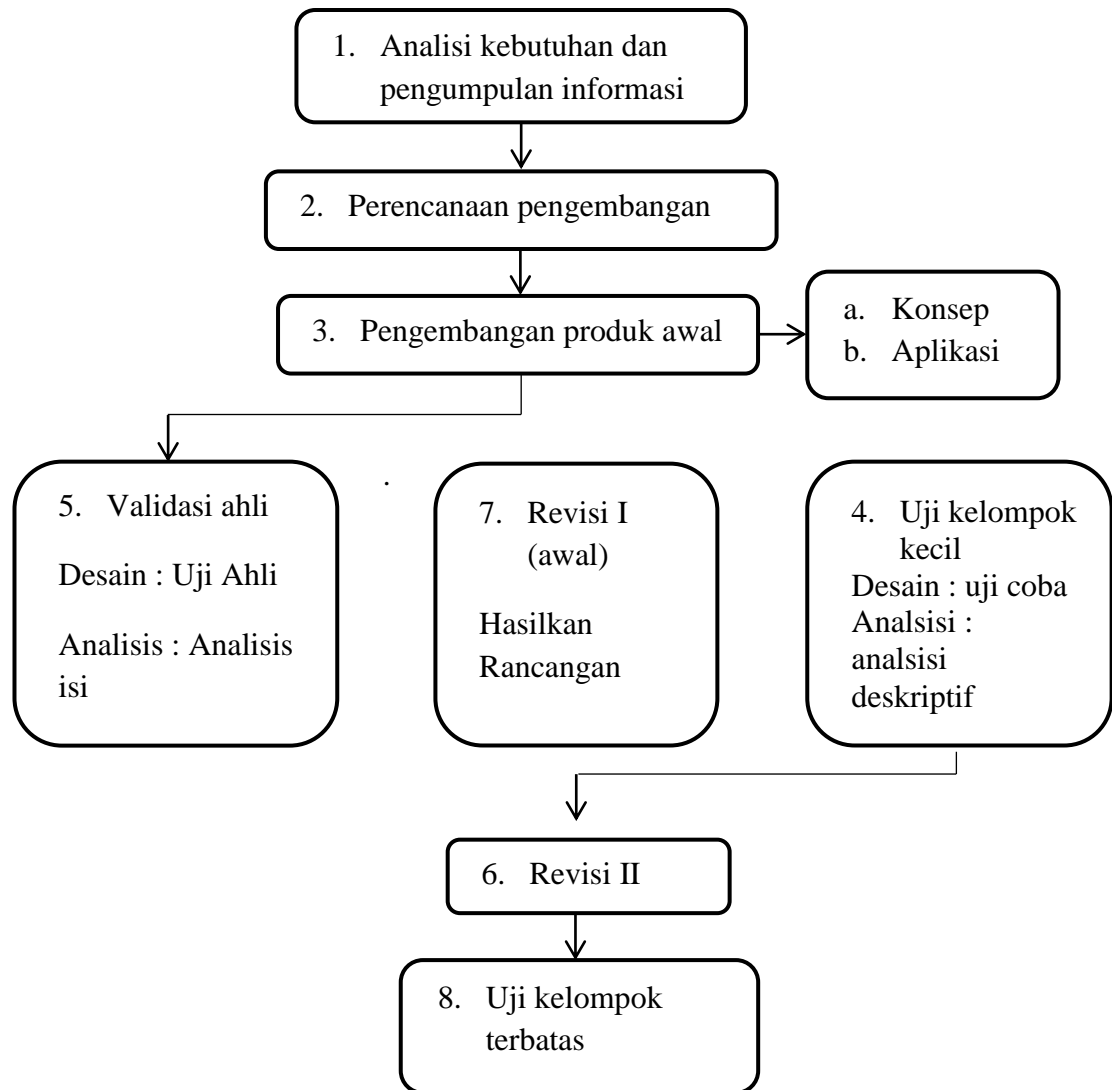 1. Analisi kebutuhan dan
pengumpulan informasi
2. Perencanaan pengembangan
3. Pengembangan produk awal
a. Konsep
b. Aplikasi
5. Validasi ahli
Desain : Uji Ahli
Analisis : Analisis
isi
.
7. Revisi I
(awal)
Hasilkan
Rancangan
4. Uji kelompok
kecil
Desain : uji coba
Analsisi :
analsisi
deskriptif
6. Revisi II
8. Uji kelompok
terbatas